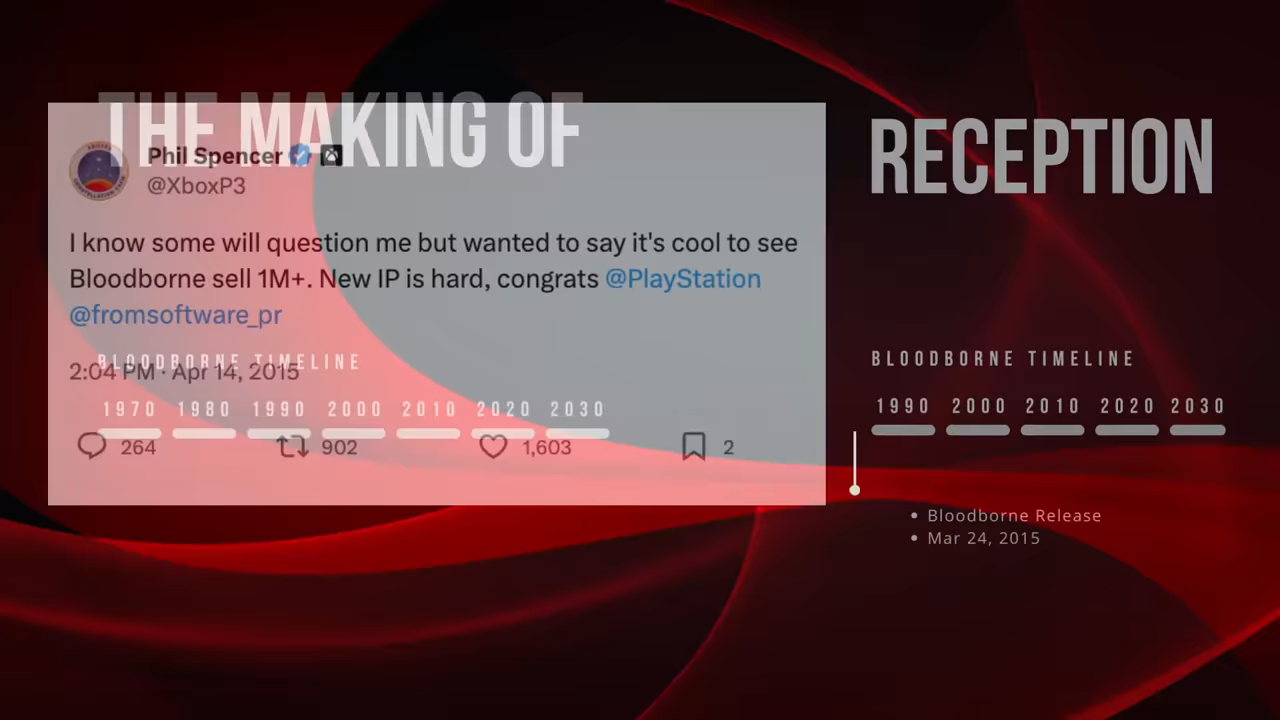 THE MAKING OF
Phil Spencer
@XboxP3
I know some will question me but wanted to say it's cool to see
Bloodborne sell 1M+. New IP is hard, congrats @PlayStation
@fromsoftware_pr
BLOODBORNE TIMELINE
2:04 PM · Apr 14, 2015
1970 1980 1990 2000 2010 2020 2030
264 902 1,603 2
RECEPTION
BLOODBORNE TIMELINE
1990 2000 2010 2020 2030
• Bloodborne Release
• Mar 24, 2015